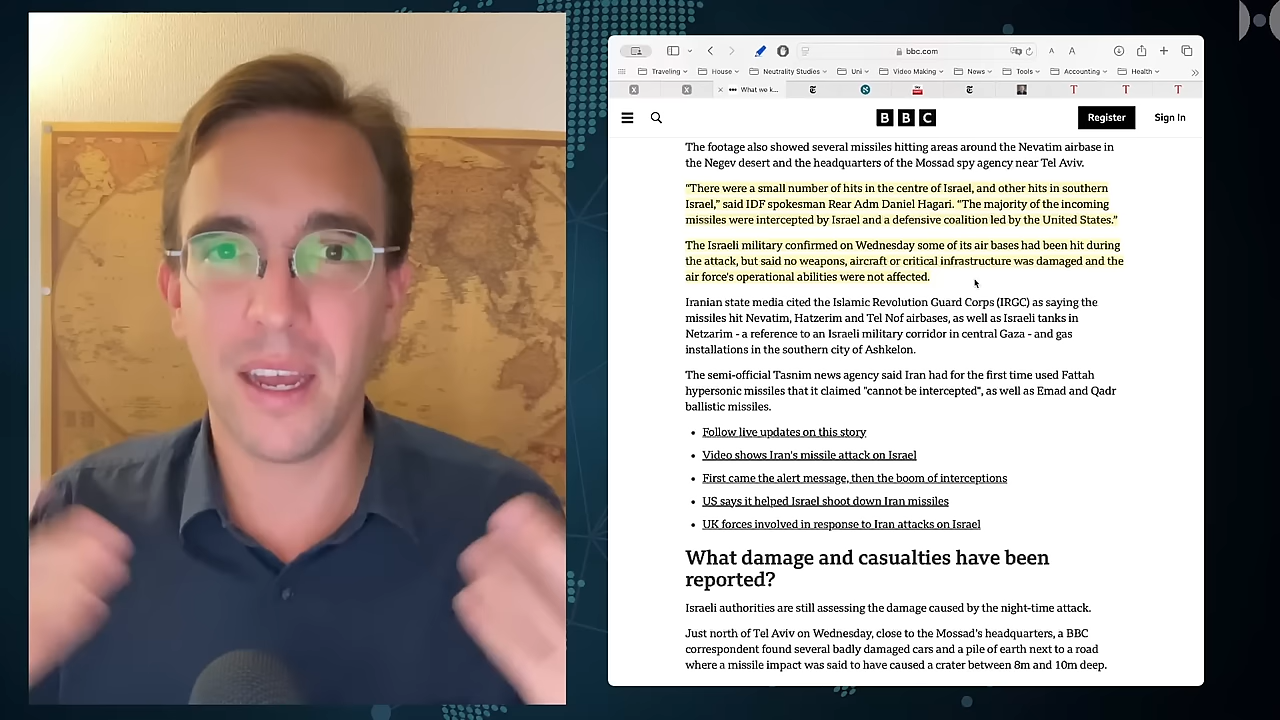 bbc.com
A A
Traveling House Neutrality Studies Uni Video Making News Tools Accounting Health
What we k...
BBC
Register
Sign In
The footage also showed several missiles hitting areas around the Nevatim airbase in
the Negev desert and the headquarters of the Mossad spy agency near Tel Aviv.
“There were a small number of hits in the centre of Israel, and other hits in southern
Israel,” said IDF spokesman Rear Adm Daniel Hagari. “The majority of the incoming
missiles were intercepted by Israel and a defensive coalition led by the United States.”
The Israeli military confirmed on Wednesday some of its air bases had been hit during
the attack, but said no weapons, aircraft or critical infrastructure was damaged and the
air force's operational abilities were not affected.
Iranian state media cited the Islamic Revolution Guard Corps (IRGC) as saying the
missiles hit Nevatim, Hatzerim and Tel Nof airbases, as well as Israeli tanks in
Netzarim - a reference to an Israeli military corridor in central Gaza - and gas
installations in the southern city of Ashkelon.
The semi-official Tasnim news agency said Iran had for the first time used Fattah
hypersonic missiles that it claimed "cannot be intercepted", as well as Emad and Qadr
ballistic missiles.
• Follow live updates on this story
• Video shows Iran's missile attack on Israel
• First came the alert message, then the boom of interceptions
• US says it helped Israel shoot down Iran missiles
• UK forces involved in response to Iran attacks on Israel
What damage and casualties have been
reported?
Israeli authorities are still assessing the damage caused by the night-time attack.
Just north of Tel Aviv on Wednesday, close to the Mossad's headquarters, a BBC
correspondent found several badly damaged cars and a pile of earth next to a road
where a missile impact was said to have caused a crater between 8m and 10m deep.